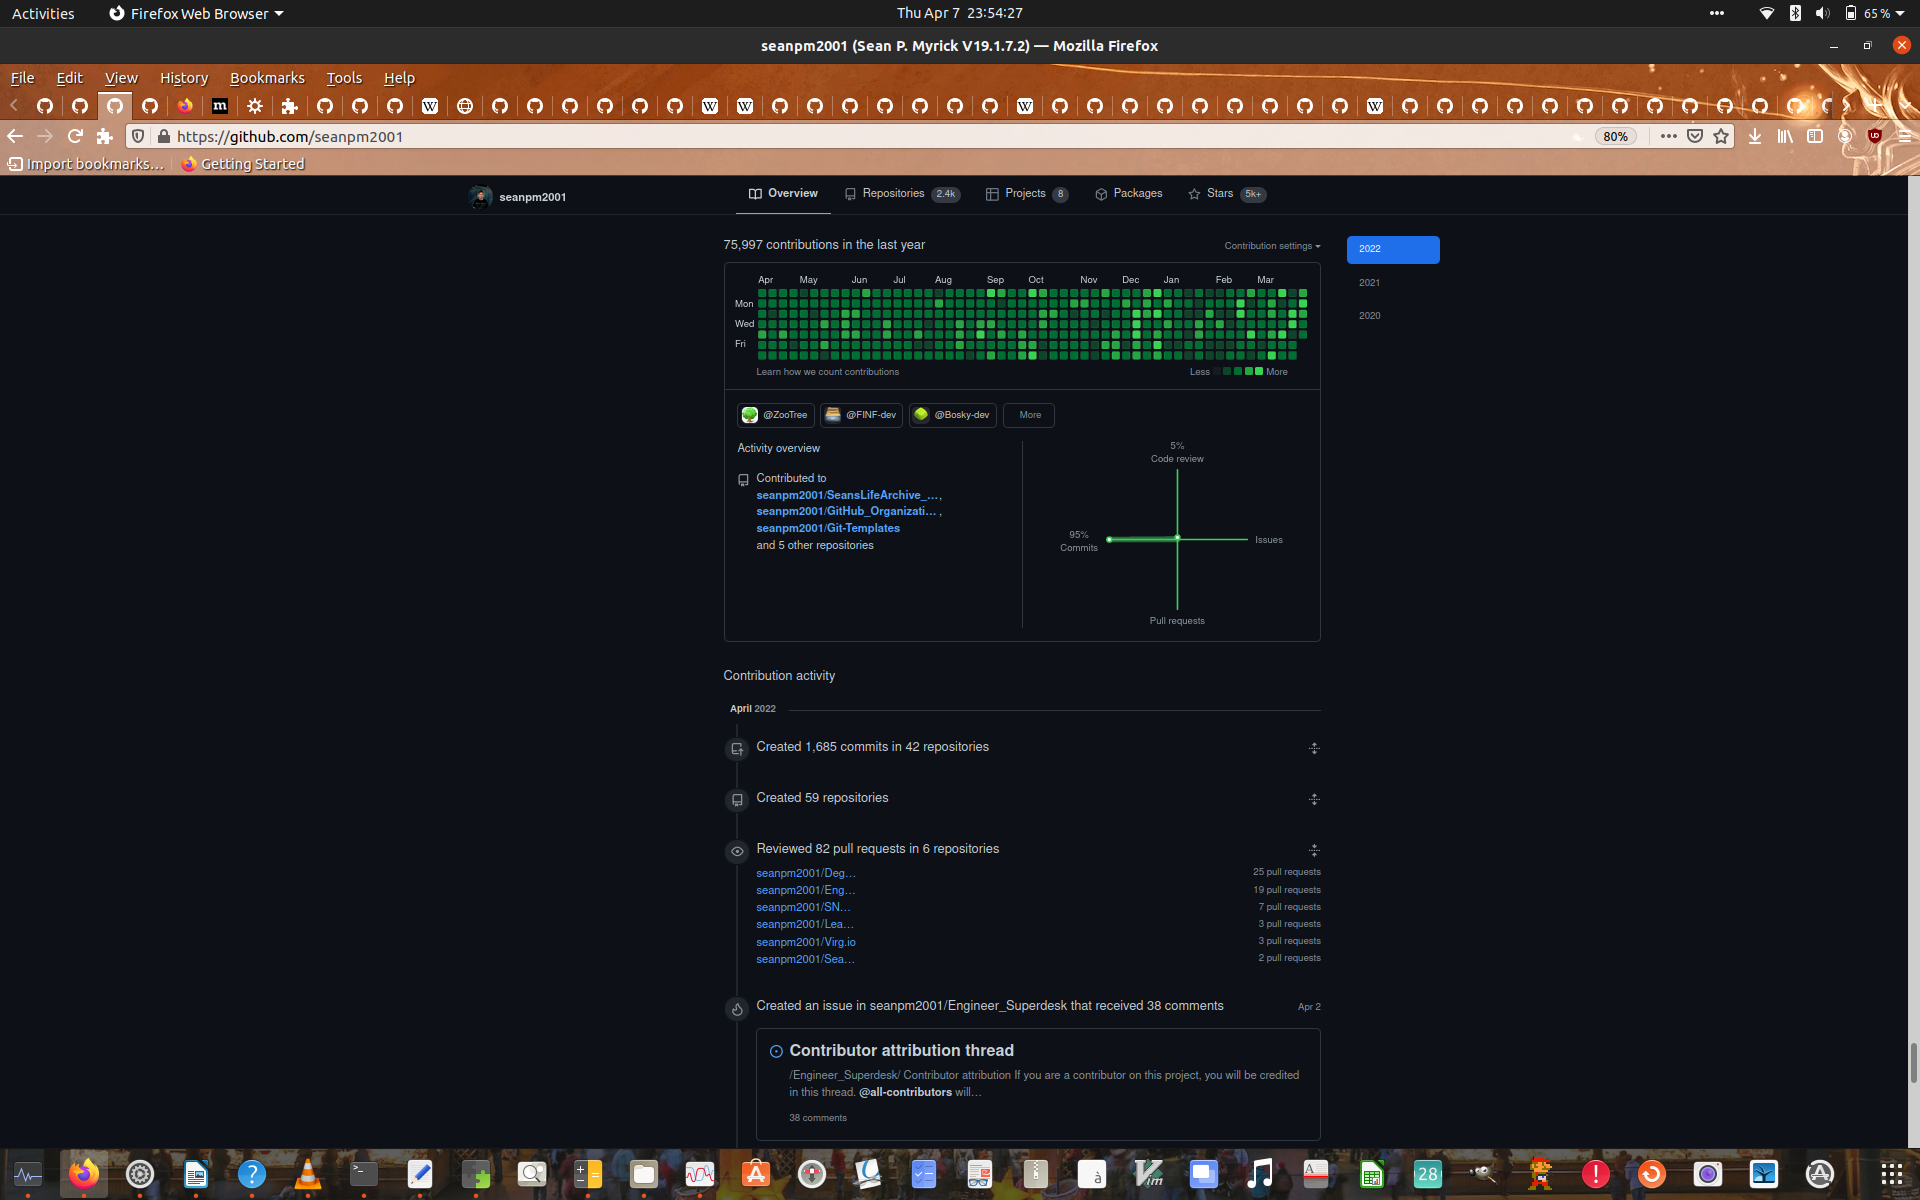 Activities
Firefox Web Browser
Thu Apr 7 23:54:27
65 %
seanpm2001 (Sean P. Myrick V19.1.7.2) — Mozilla Firefox
File Edit View History Bookmarks Tools Help
https://github.com/seanpm2001
80%
Import bookmarks…
Getting Started
seanpm2001
Overview
Repositories 2.4k
Projects 8
Packages
Stars 5k+
75,997 contributions in the last year
Contribution settings
2022
2021
2020
Apr May Jun Jul Aug Sep Oct Nov Dec Jan Feb Mar
Mon
Wed
Fri
Learn how we count contributions
Less More
@ZooTree
@FINF-dev
@Bosky-dev
More
Activity overview
Contributed to
seanpm2001/SeansLifeArchive_…,
seanpm2001/GitHub_Organizati… ,
seanpm2001/Git-Templates
and 5 other repositories
5%
Code review
95%
Commits
Issues
Pull requests
Contribution activity
April 2022
Created 1,685 commits in 42 repositories
Created 59 repositories
Reviewed 82 pull requests in 6 repositories
seanpm2001/Deg… 25 pull requests
seanpm2001/Eng… 19 pull requests
seanpm2001/SN… 7 pull requests
seanpm2001/Lea… 3 pull requests
seanpm2001/Virg.io 3 pull requests
seanpm2001/Sea… 2 pull requests
Created an issue in seanpm2001/Engineer_Superdesk that received 38 comments Apr 2
Contributor attribution thread
/Engineer_Superdesk/ Contributor attribution If you are a contributor on this project, you will be credited
in this thread. @all-contributors will…
38 comments
28